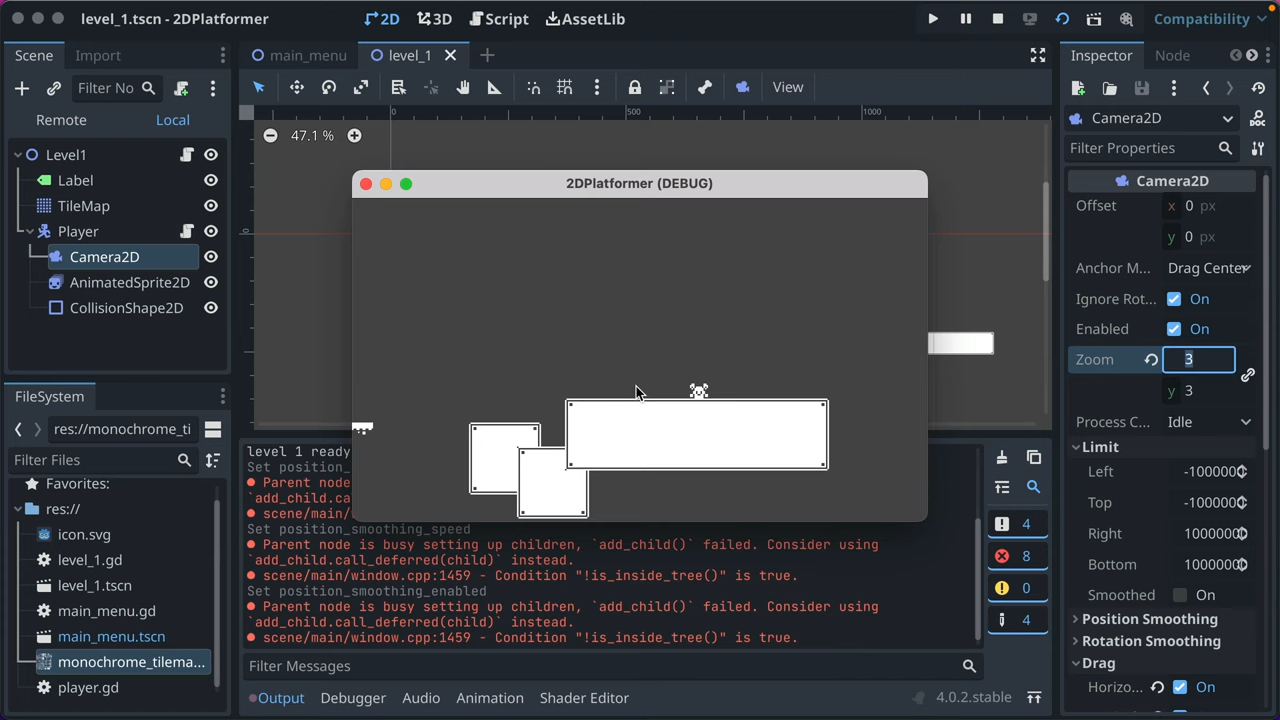 level_1.tscn - 2DPlatformer
2D
3D
Script
AssetLib
Compatibility
Scene
Import
main_menu
level_1
Inspector
Node
Filter No
View
Remote
Local
0
500
1000
Camera2D
47.1 %
Filter Properties
Level1
Label
TileMap
Player
Camera2D
AnimatedSprite2D
CollisionShape2D
2DPlatformer (DEBUG)
0
Camera2D
Offset
x 0 px
y 0 px
Anchor M... Drag Center
Ignore Rot... On
Enabled On
Zoom 3
y 3
Process C... Idle
Limit
Left -1000000
Top -1000000
Right 1000000
Bottom 1000000
Smoothed On
Position Smoothing
Rotation Smoothing
Drag
Horizo... On
FileSystem
res://monochrome_ti
Filter Files
Favorites:
res://
icon.svg
level_1.gd
level_1.tscn
main_menu.gd
main_menu.tscn
monochrome_tilema...
player.gd
level 1 ready
Set position_
Parent node
`add_child.ca
scene/main/
Set position_smoothing_speed
Parent node is busy setting up children, `add_child()` failed. Consider using
`add_child.call_deferred(child)` instead.
scene/main/window.cpp:1459 - Condition "!is_inside_tree()" is true.
Set position_smoothing_enabled
Parent node is busy setting up children, `add_child()` failed. Consider using
`add_child.call_deferred(child)` instead.
scene/main/window.cpp:1459 - Condition "!is_inside_tree()" is true.
4
8
0
4
Filter Messages
Output
Debugger
Audio
Animation
Shader Editor
4.0.2.stable